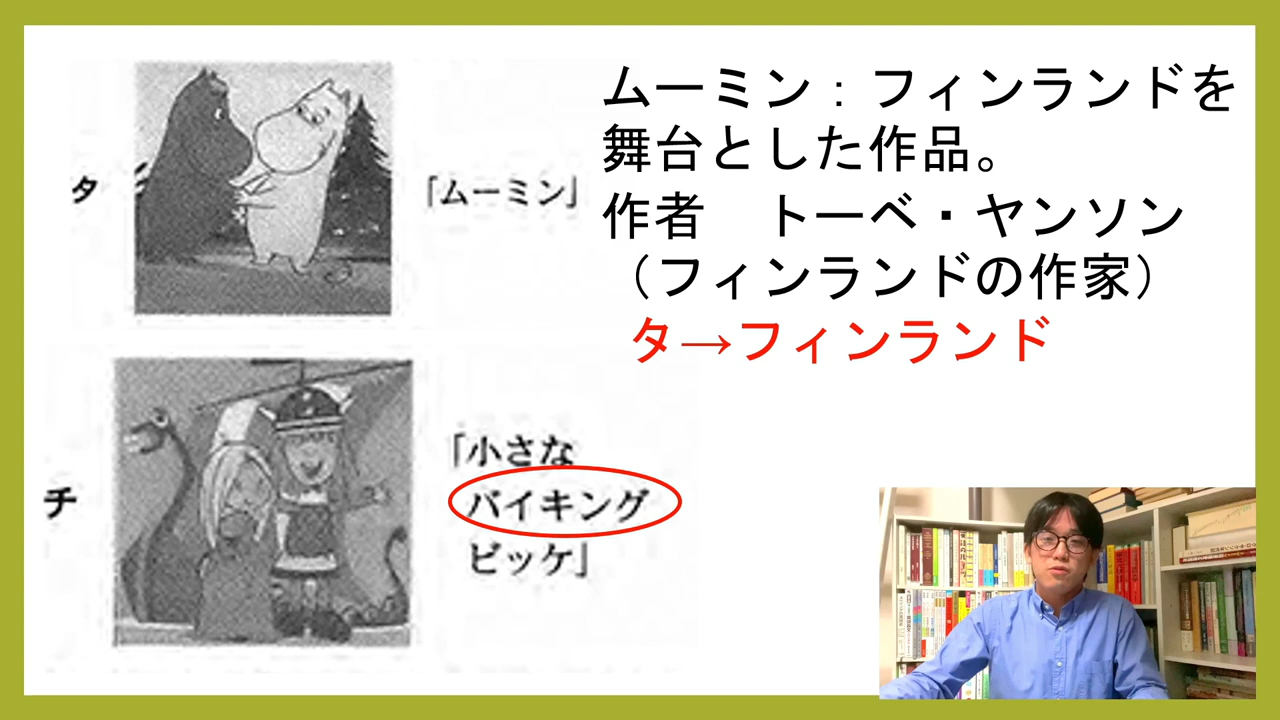 タ
「ムーミン」
ムーミン：フィンランドを
舞台とした作品。
作者　トーベ・ヤンソン
（フィンランドの作家）
タ→フィンランド
チ
「小さな
バイキング
ビッケ」